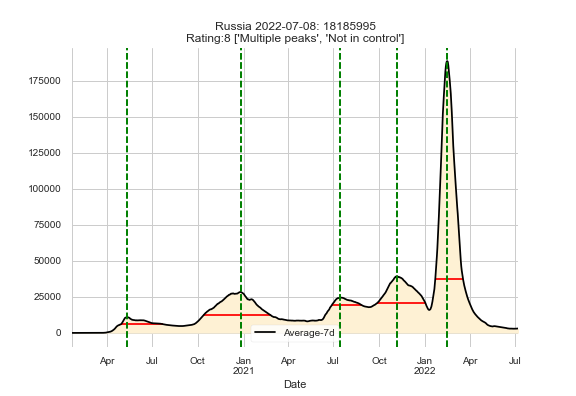 Russia 2022-07-08: 18185995
Rating:8 ['Multiple peaks', 'Not in control']
175000
150000
125000
100000
75000
50000
25000
0
Average-7d
Apr Jul Oct Jan Apr Jul Oct Jan Apr Jul
2021 2022
Date